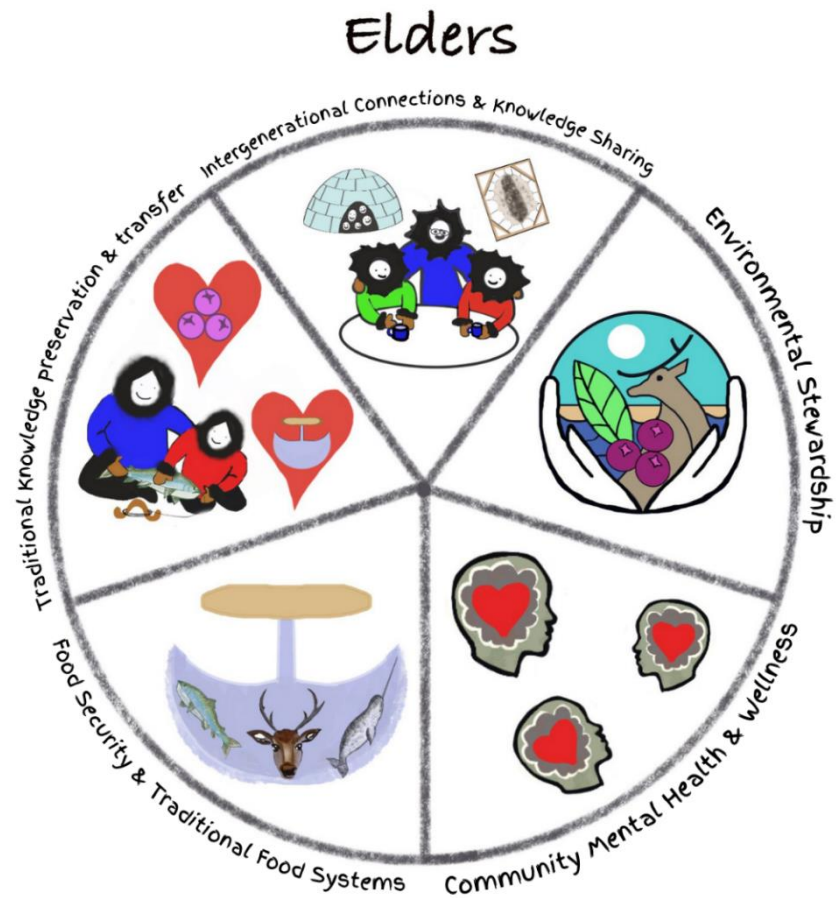 Elders
Intergenerational Connections & Knowledge Sharing
Environmental Stewardship
Community Mental Health & Wellness
Food Security & Traditional Food Systems
Traditional Knowledge preservation & transfer